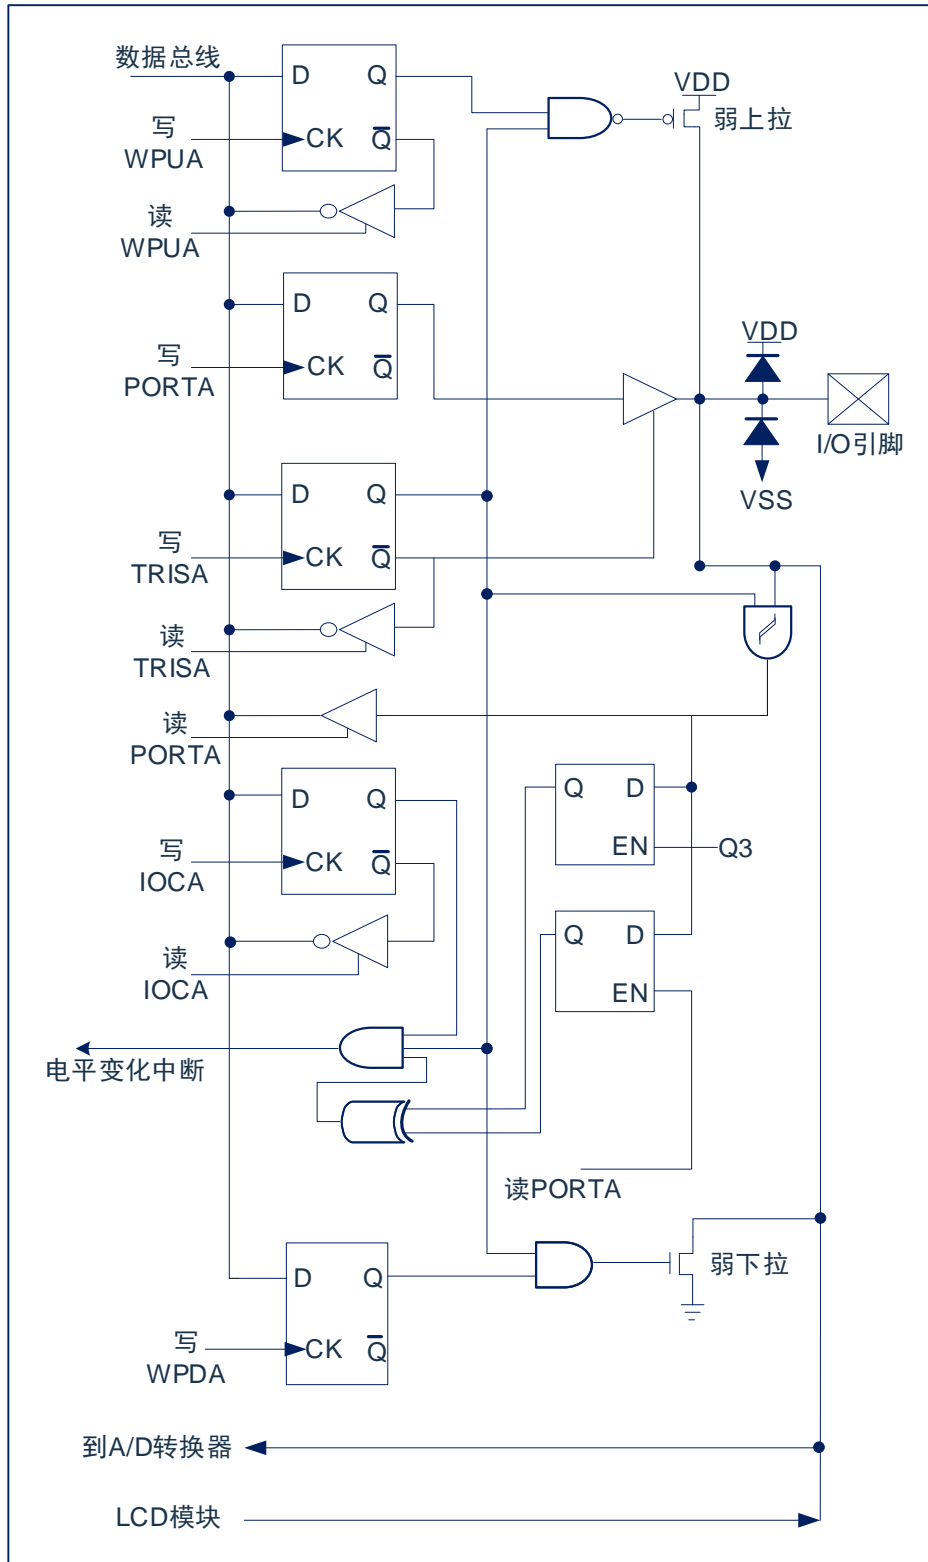 数据总线
D Q
VDD
弱上拉
写
WPUA
CK Q̅
读
WPUA
D Q
写
PORTA
CK Q̅
VDD
I/O引脚
VSS
D Q
写
TRISA
CK Q̅
读
TRISA
读
PORTA
D Q
Q D
写
IOCA
CK Q̅
EN Q3
Q D
读
IOCA
EN
电平变化中断
读PORTA
D Q
弱下拉
写
WPDA
CK Q̅
到A/D转换器
LCD模块